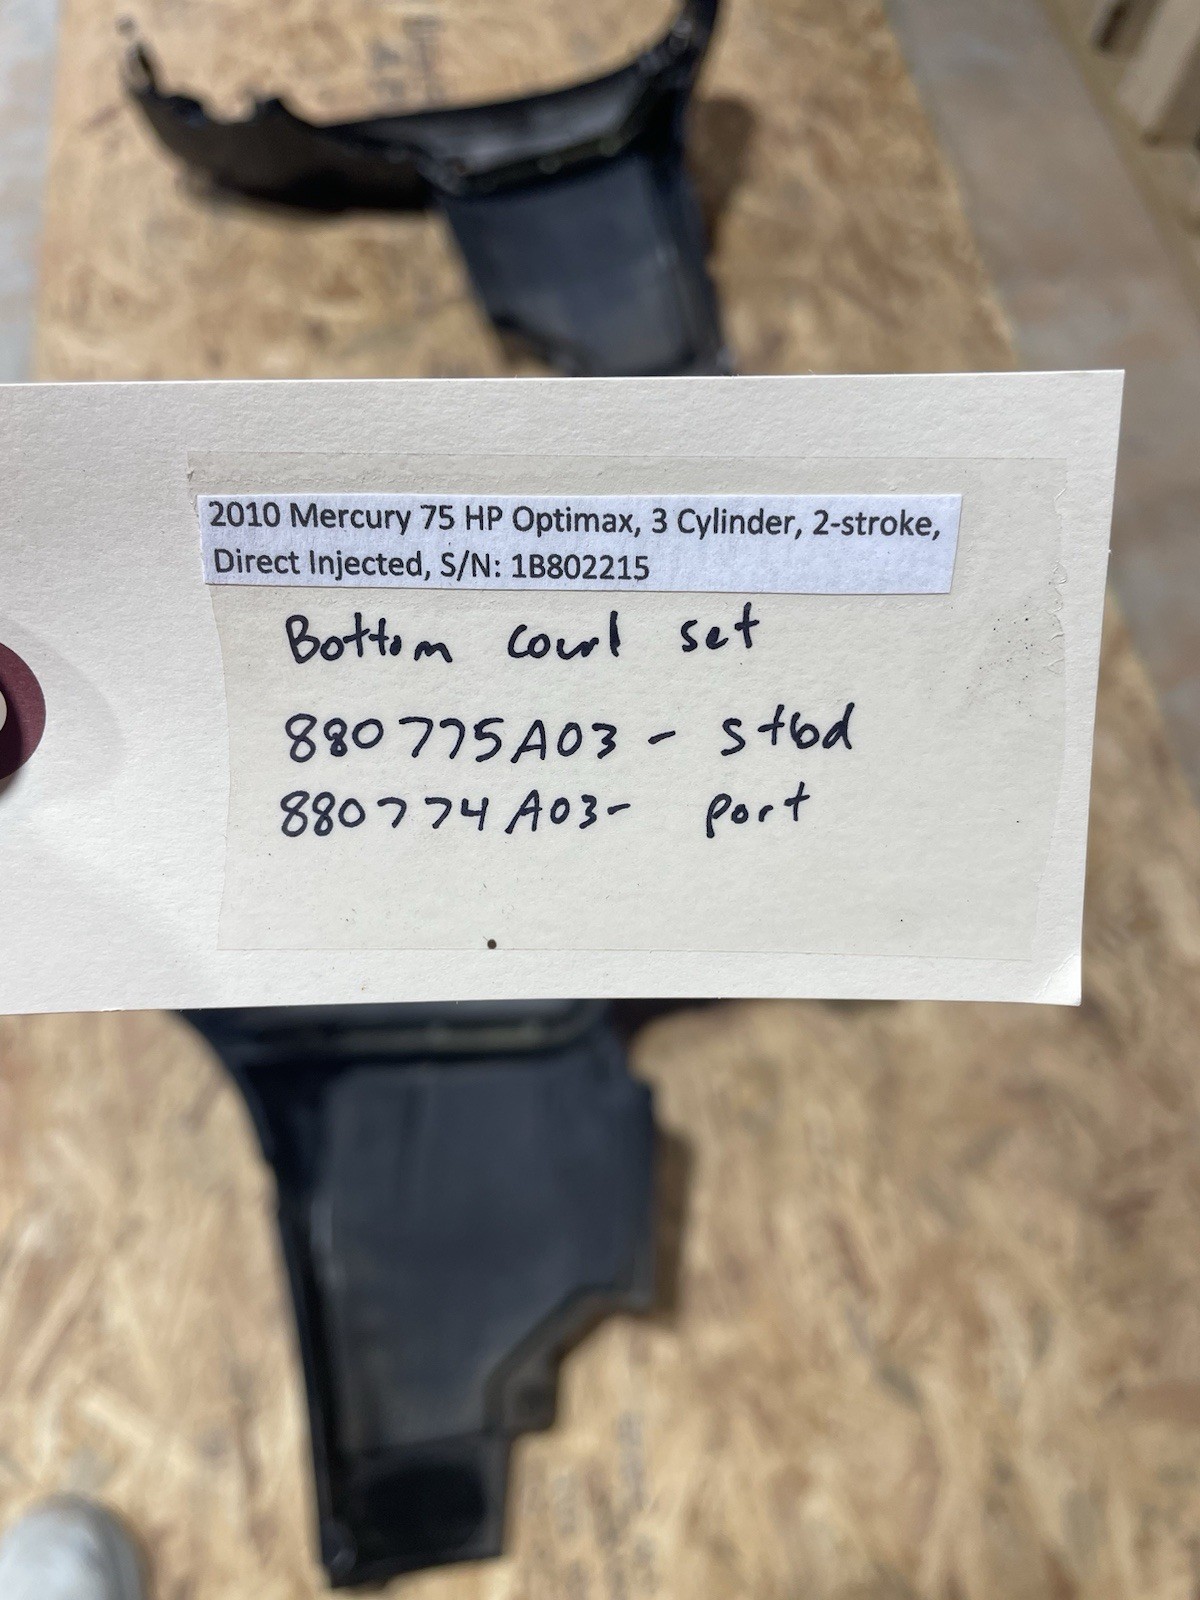 2010 Mercury 75 HP Optimax, 3 Cylinder, 2-stroke,
Direct Injected, S/N: 1B802215
Bottom cowl set
880775A03 - stbd
880774A03- port